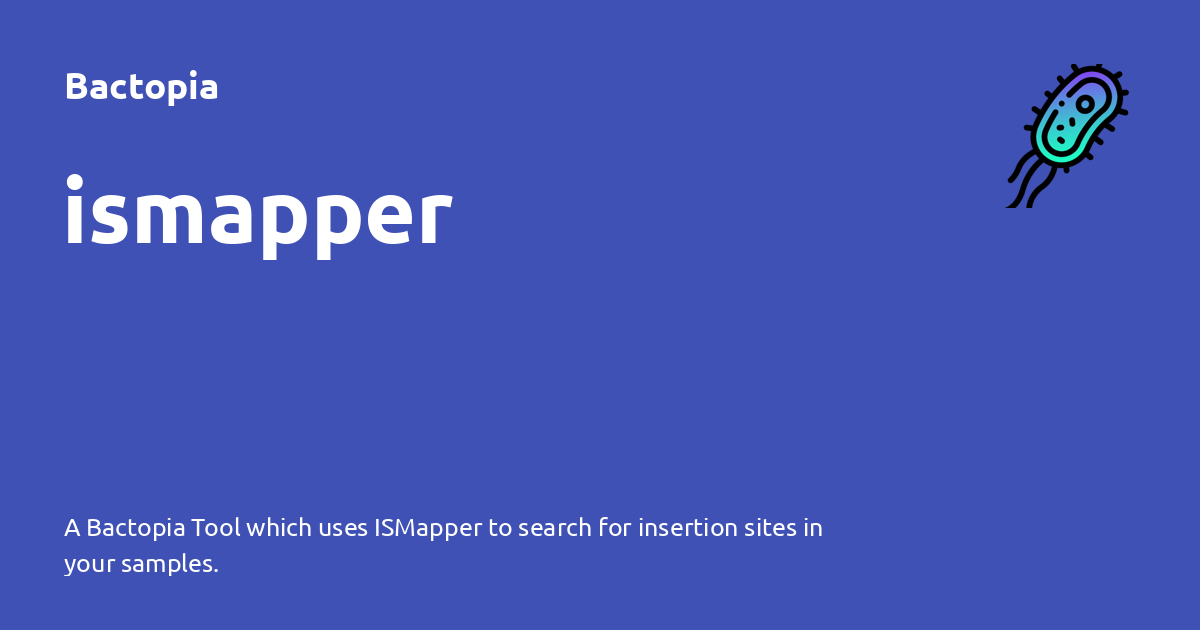 Bactopia
ismapper
A Bactopia Tool which uses ISMapper to search for insertion sites in
your samples.